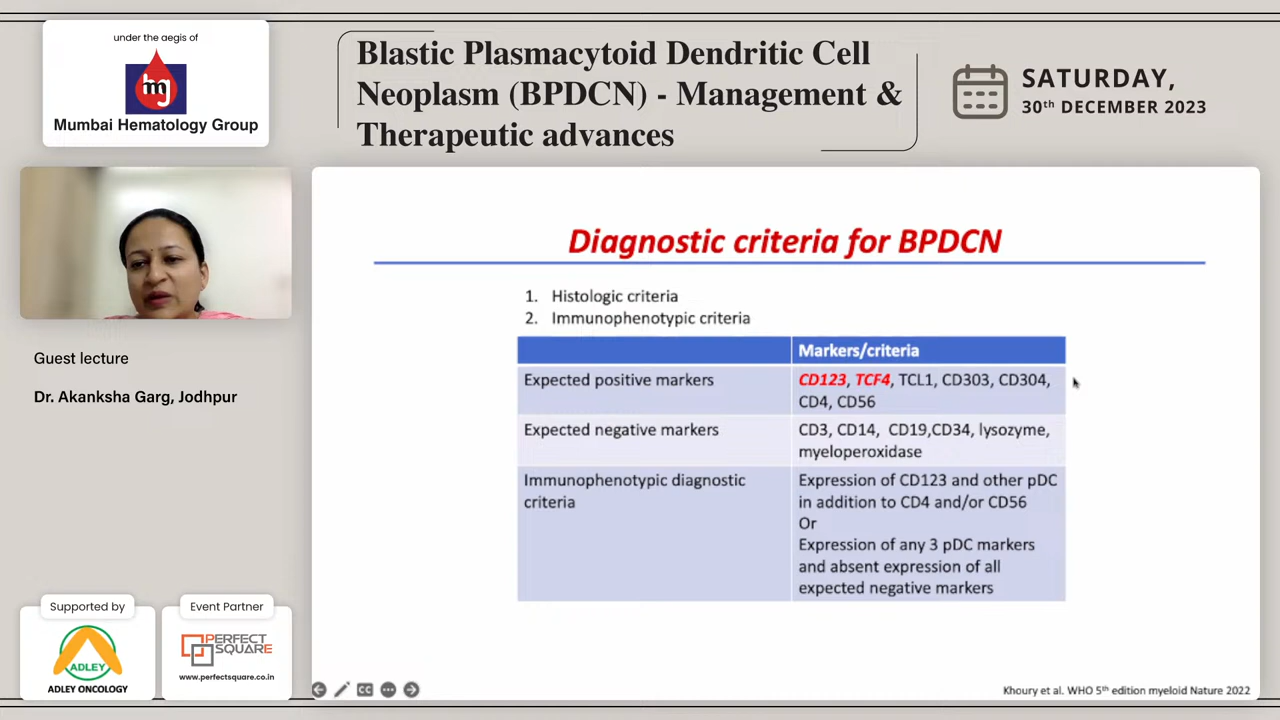 under the aegis of
hg
Mumbai Hematology Group
Blastic Plasmacytoid Dendritic Cell
Neoplasm (BPDCN) - Management &
Therapeutic advances
SATURDAY,
30th DECEMBER 2023
Guest lecture
Dr. Akanksha Garg, Jodhpur
Diagnostic criteria for BPDCN
1. Histologic criteria
2. Immunophenotypic criteria
Markers/criteria
Expected positive markers
CD123, TCF4, TCL1, CD303, CD304,
CD4, CD56
Expected negative markers
CD3, CD14, CD19,CD34, lysozyme,
myeloperoxidase
Immunophenotypic diagnostic
criteria
Expression of CD123 and other pDC
in addition to CD4 and/or CD56
Or
Expression of any 3 pDC markers
and absent expression of all
expected negative markers
Khoury et al. WHO 5th edition myeloid Nature 2022
CC
Supported by
ADLEY
ADLEY ONCOLOGY
Event Partner
PERFECT
SQUARE
www.perfectsquare.co.in